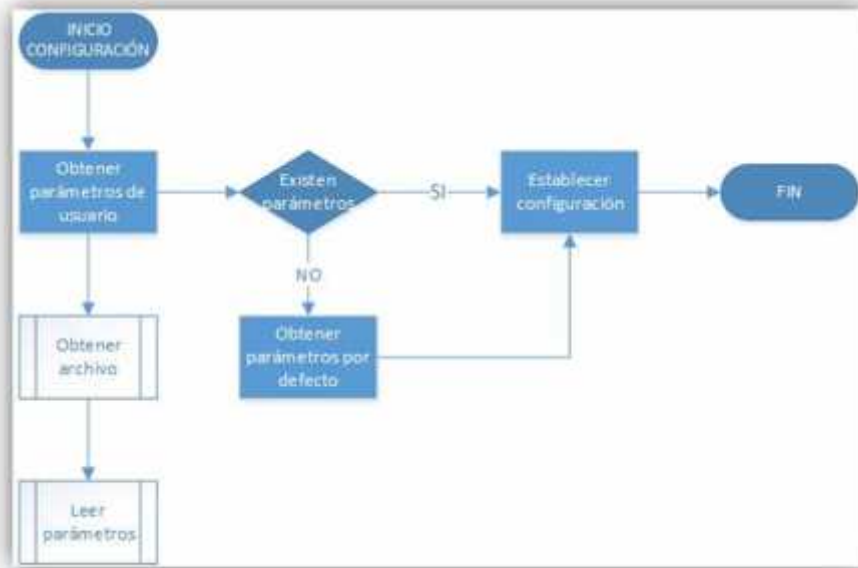 INICIO
CONFIGURACIÓN
Obtener
parámetros de
usuario
Existen
parámetros
SI
Establecer
configuración
FIN
NO
Obtener
archivo
Obtener
parámetros por
defecto
Leer
parámetros